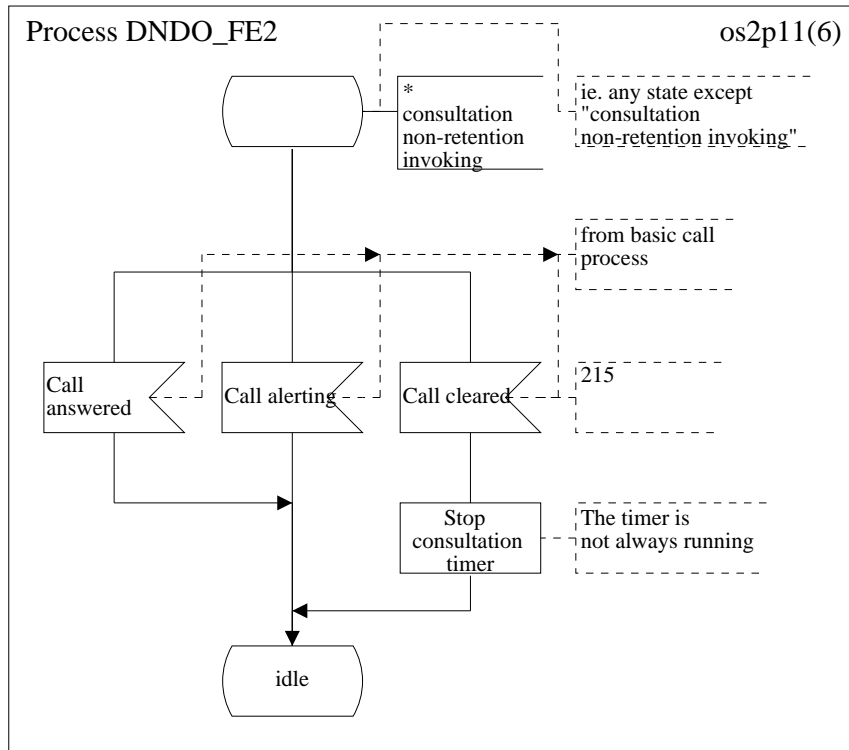 Process DNDO_FE2
os2p11(6)
*
consultation
non-retention
invoking
ie. any state except
"consultation
non-retention invoking"
from basic call
process
Call
answered
Call alerting
Call cleared
215
Stop
consultation
timer
The timer is
not always running
idle